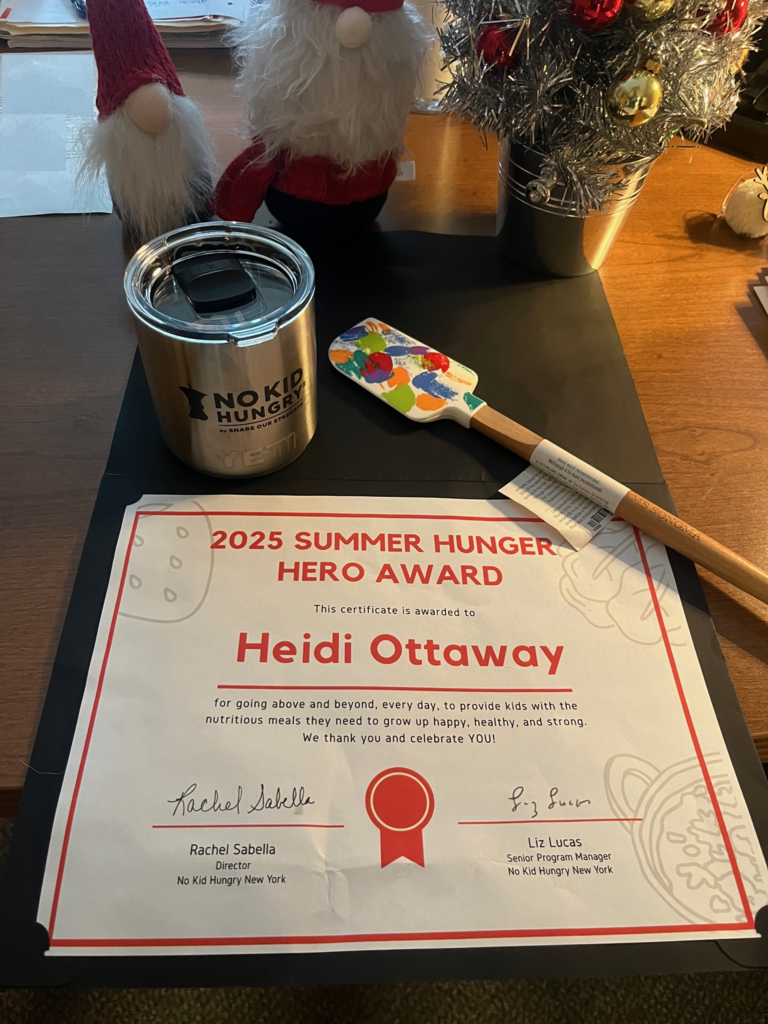 NO KID
HUNGRY
BY SHARE OUR STRENGTH
YETI
2025 SUMMER HUNGER
HERO AWARD
This certificate is awarded to
Heidi Ottaway
for going above and beyond, every day, to provide kids with the
nutritious meals they need to grow up happy, healthy, and strong.
We thank you and celebrate YOU!
Rachel Sabella
Liz Lucas
Rachel Sabella
Director
No Kid Hungry New York
Liz Lucas
Senior Program Manager
No Kid Hungry New York